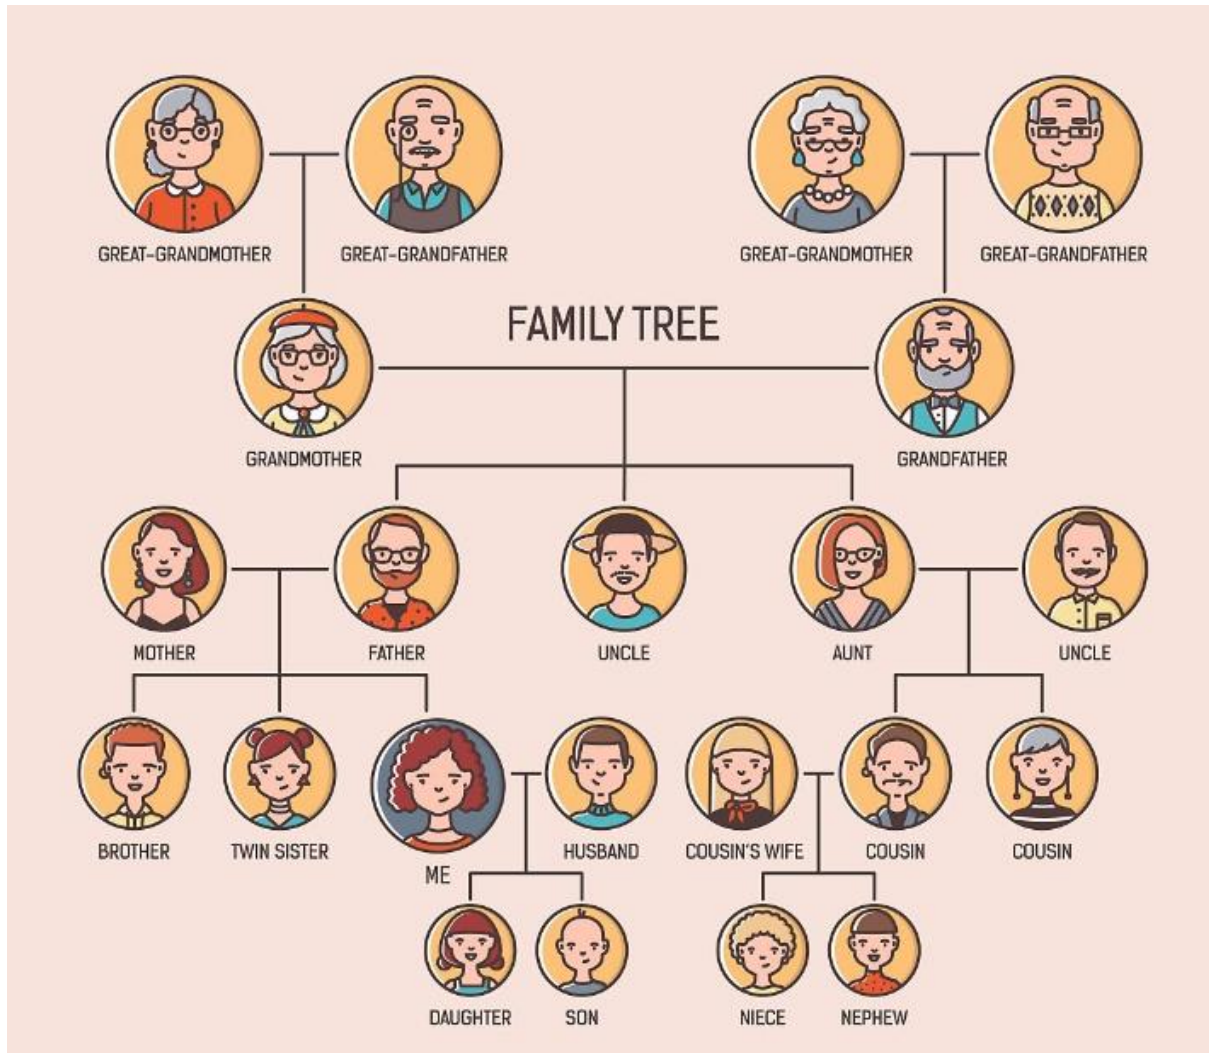 GREAT-GRANDMOTHER
GREAT-GRANDFATHER
GREAT-GRANDMOTHER
GREAT-GRANDFATHER
FAMILY TREE
GRANDMOTHER
GRANDFATHER
MOTHER
FATHER
UNCLE
AUNT
UNCLE
BROTHER
TWIN SISTER
ME
HUSBAND
COUSIN'S WIFE
COUSIN
COUSIN
DAUGHTER
SON
NIECE
NEPHEW